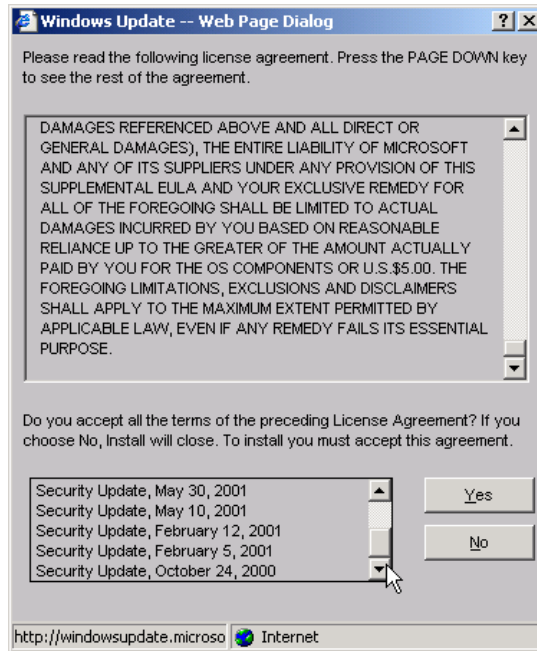 Windows Update -- Web Page Dialog
Please read the following license agreement. Press the PAGE DOWN key
to see the rest of the agreement.
DAMAGES REFERENCED ABOVE AND ALL DIRECT OR
GENERAL DAMAGES), THE ENTIRE LIABILITY OF MICROSOFT
AND ANY OF ITS SUPPLIERS UNDER ANY PROVISION OF THIS
SUPPLEMENTAL EULA AND YOUR EXCLUSIVE REMEDY FOR
ALL OF THE FOREGOING SHALL BE LIMITED TO ACTUAL
DAMAGES INCURRED BY YOU BASED ON REASONABLE
RELIANCE UP TO THE GREATER OF THE AMOUNT ACTUALLY
PAID BY YOU FOR THE OS COMPONENTS OR U.S.$5.00. THE
FOREGOING LIMITATIONS, EXCLUSIONS AND DISCLAIMERS
SHALL APPLY TO THE MAXIMUM EXTENT PERMITTED BY
APPLICABLE LAW, EVEN IF ANY REMEDY FAILS ITS ESSENTIAL
PURPOSE.
Do you accept all the terms of the preceding License Agreement? If you
choose No, Install will close. To install you must accept this agreement.
Security Update, May 30, 2001
Security Update, May 10, 2001
Security Update, February 12, 2001
Security Update, February 5, 2001
Security Update, October 24, 2000
Yes
No
http://windowsupdate.microso
Internet